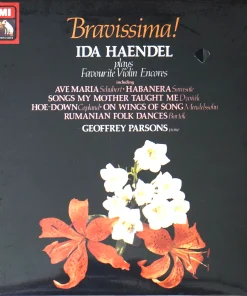 EMI
Bravissima!
IDA HAENDEL
plays
Favourite Violin Encores
including
AVE MARIA Schubert • HABANERA Sarasate
SONGS MY MOTHER TAUGHT ME Dvořák
HOE-DOWN Copland • ON WINGS OF SONG Mendelssohn
RUMANIAN FOLK DANCES Bartók
GEOFFREY PARSONS piano